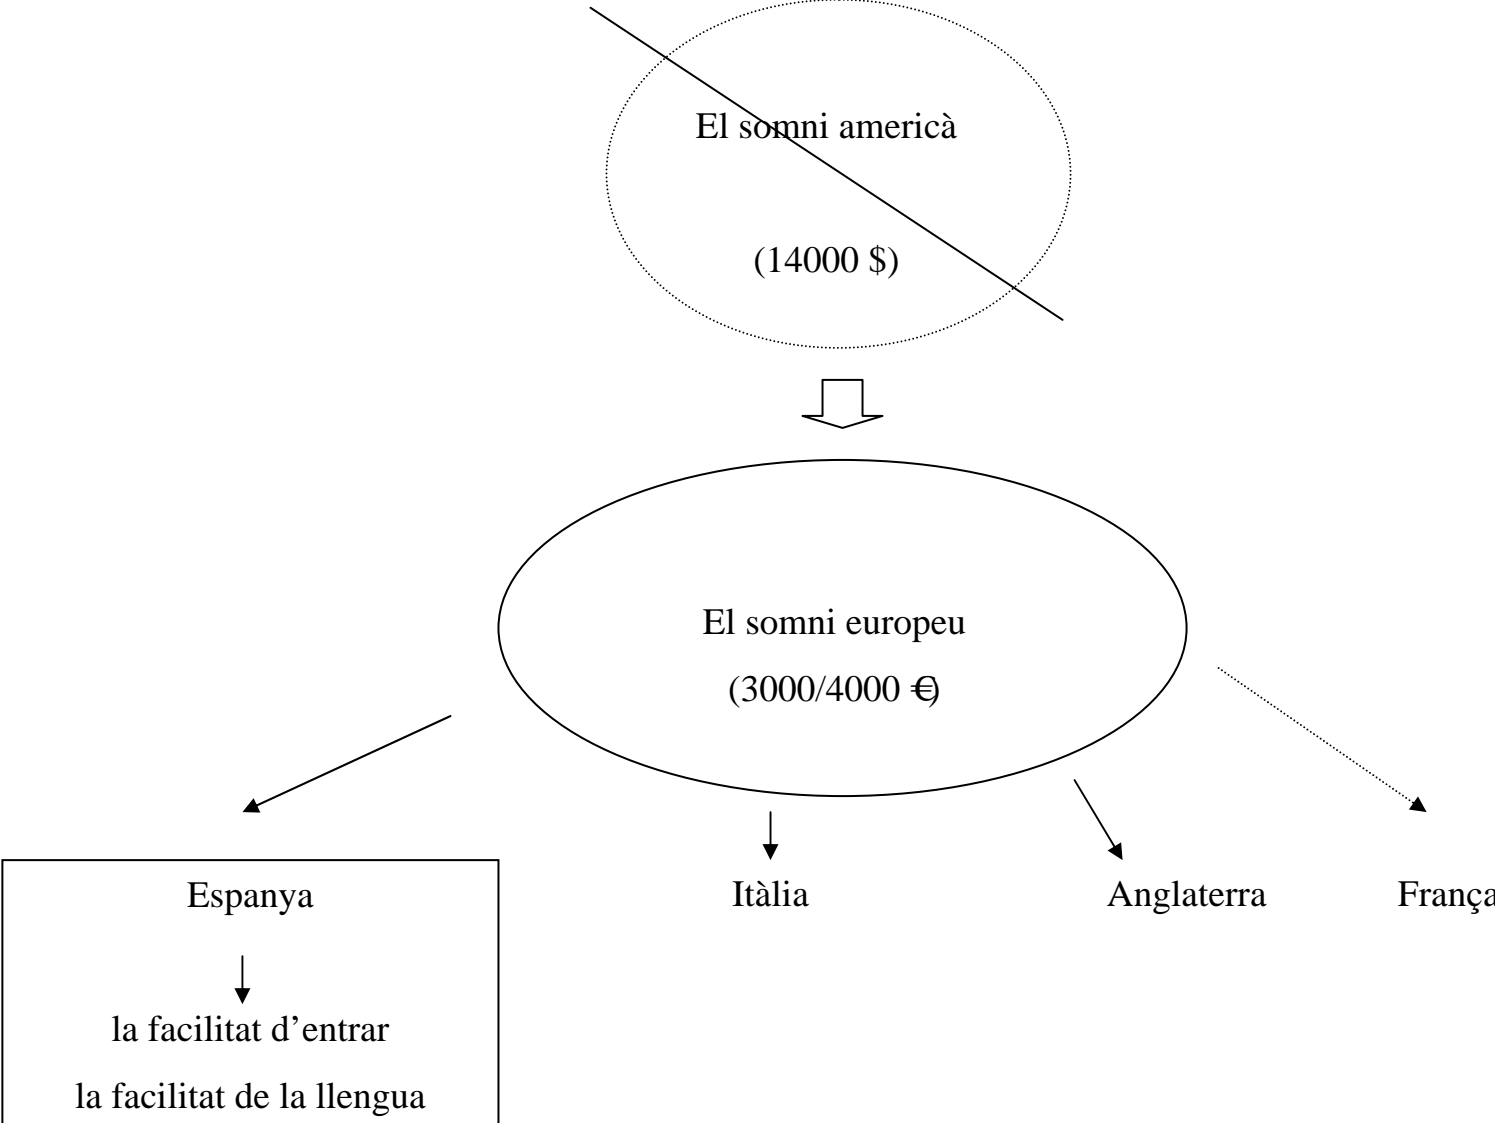 El somni americà
(14000 $)
El somni europeu
(3000/4000 €)
Espanya
Itàlia
Anglaterra
França
la facilitat d’entrar
la facilitat de la llengua